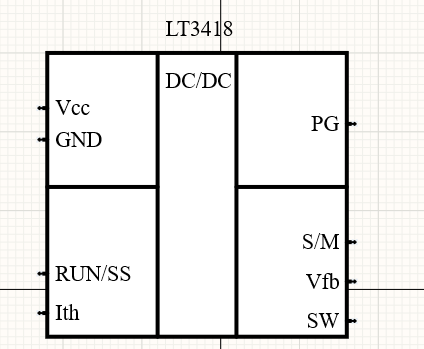 LT3418
DC/DC
Vcc
GND
PG
RUN/SS
Ith
S/M
Vfb
SW